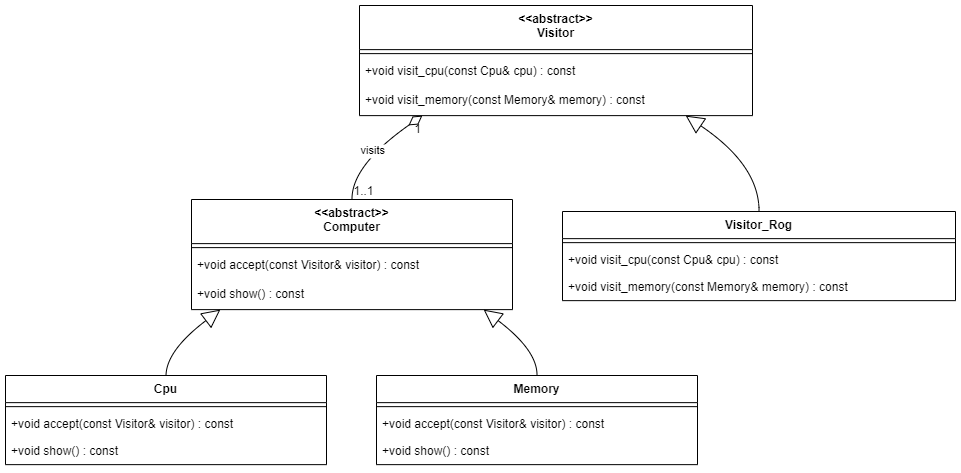 <<abstract>>
Visitor
+void visit_cpu(const Cpu& cpu) : const
+void visit_memory(const Memory& memory) : const
1
visits
1..1
<<abstract>>
Computer
+void accept(const Visitor& visitor) : const
+void show() : const
Visitor_Rog
+void visit_cpu(const Cpu& cpu) : const
+void visit_memory(const Memory& memory) : const
Cpu
+void accept(const Visitor& visitor) : const
+void show() : const
Memory
+void accept(const Visitor& visitor) : const
+void show() : const